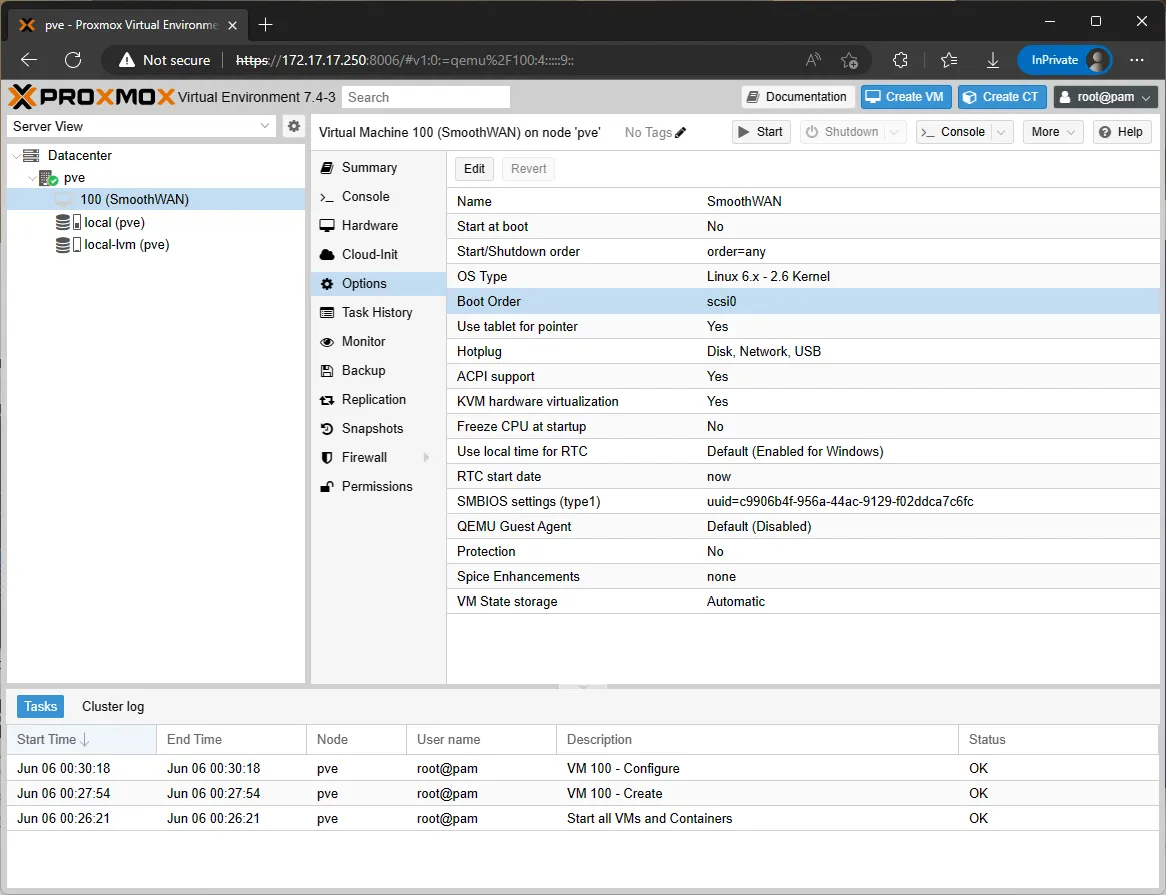 pve - Proxmox Virtual Environme
Not secure https://172.17.17.250:8006/#v1:0:=qemu%2F100:4:::::9:: InPrivate
PROXMOX Virtual Environment 7.4-3 Search Documentation Create VM Create CT root@pam
Server View
Virtual Machine 100 (SmoothWAN) on node 'pve' No Tags Start Shutdown Console More Help
Datacenter
pve
100 (SmoothWAN)
local (pve)
local-lvm (pve)
Summary
Console
Hardware
Cloud-Init
Options
Task History
Monitor
Backup
Replication
Snapshots
Firewall
Permissions
Edit Revert
Name SmoothWAN
Start at boot No
Start/Shutdown order order=any
OS Type Linux 6.x - 2.6 Kernel
Boot Order scsi0
Use tablet for pointer Yes
Hotplug Disk, Network, USB
ACPI support Yes
KVM hardware virtualization Yes
Freeze CPU at startup No
Use local time for RTC Default (Enabled for Windows)
RTC start date now
SMBIOS settings (type1) uuid=c9906b4f-956a-44ac-9129-f02ddca7c6fc
QEMU Guest Agent Default (Disabled)
Protection No
Spice Enhancements none
VM State storage Automatic
Tasks Cluster log
Start Time End Time Node User name Description Status
Jun 06 00:30:18 Jun 06 00:30:18 pve root@pam VM 100 - Configure OK
Jun 06 00:27:54 Jun 06 00:27:54 pve root@pam VM 100 - Create OK
Jun 06 00:26:21 Jun 06 00:26:21 pve root@pam Start all VMs and Containers OK